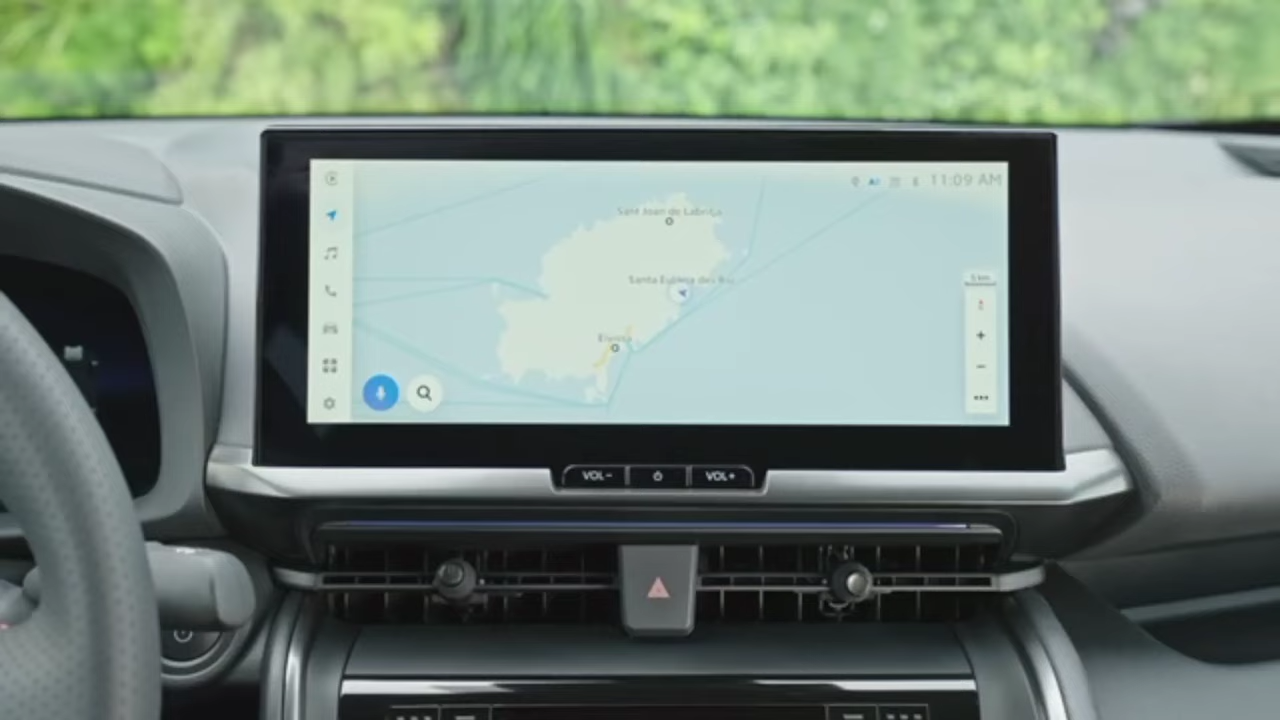 11:09 AM
Sant Joan de Labritja
Santa Eulària des Riu
5 km
Eivissa
+
-
VOL- VOL+